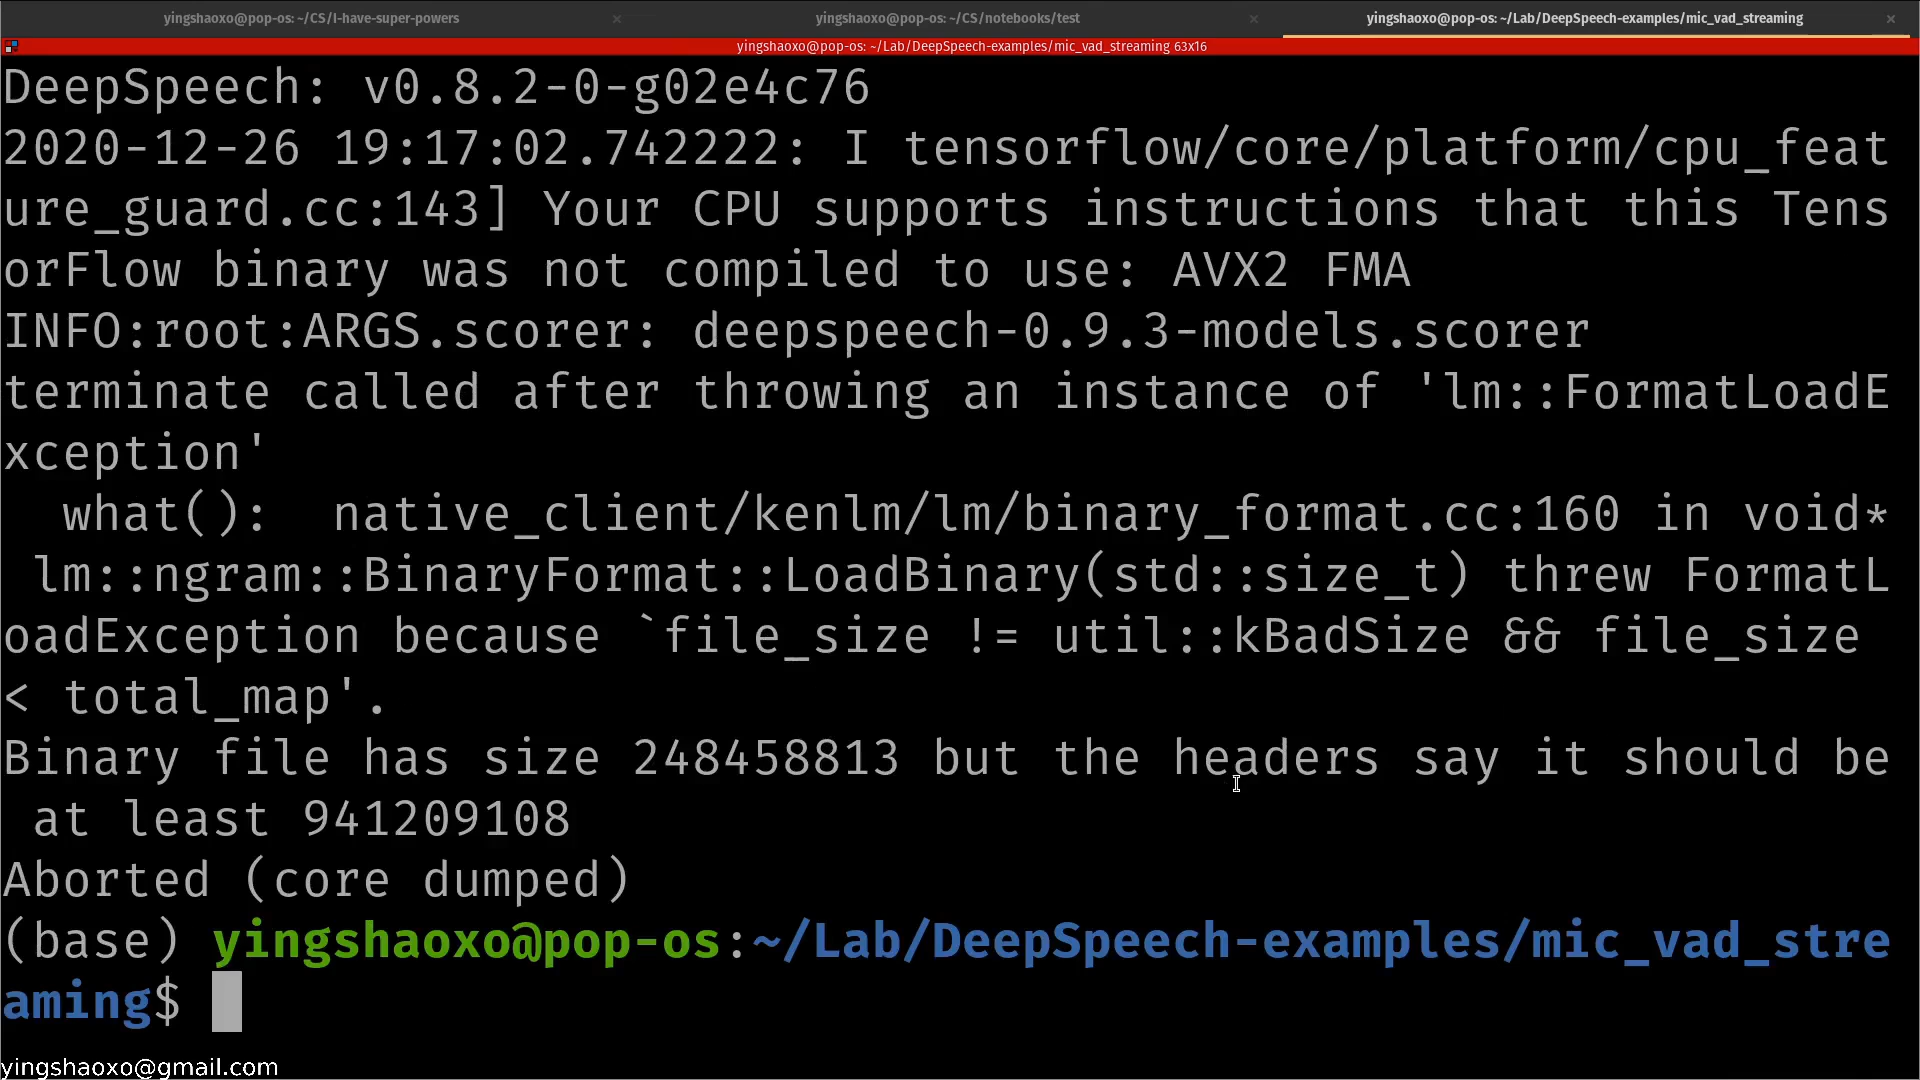 yingshaoxo@pop-os: ~/CS/I-have-super-powers × yingshaoxo@pop-os: ~/CS/notebooks/test × yingshaoxo@pop-os: ~/Lab/DeepSpeech-examples/mic_vad_streaming ×
yingshaoxo@pop-os: ~/Lab/DeepSpeech-examples/mic_vad_streaming 63x16
DeepSpeech: v0.8.2-0-g02e4c76
2020-12-26 19:17:02.742222: I tensorflow/core/platform/cpu_feat
ure_guard.cc:143] Your CPU supports instructions that this Tens
orFlow binary was not compiled to use: AVX2 FMA
INFO:root:ARGS.scorer: deepspeech-0.9.3-models.scorer
terminate called after throwing an instance of 'lm::FormatLoadE
xception'
  what():  native_client/kenlm/lm/binary_format.cc:160 in void*
 lm::ngram::BinaryFormat::LoadBinary(std::size_t) threw FormatL
oadException because `file_size != util::kBadSize && file_size
< total_map'.
Binary file has size 248458813 but the headers say it should be
 at least 941209108
Aborted (core dumped)
(base) yingshaoxo@pop-os:~/Lab/DeepSpeech-examples/mic_vad_stre
aming$
yingshaoxo@gmail.com